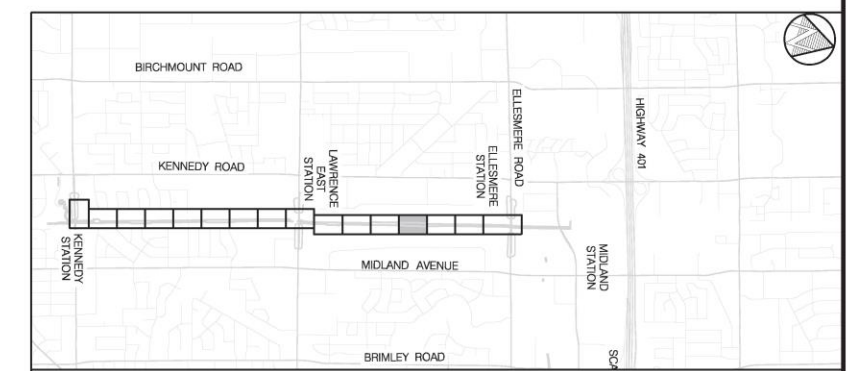 BIRCHMOUNT ROAD
KENNEDY ROAD
LAWRENCE
EAST
STATION
ELLESMERE
STATION
ELLESMERE ROAD
HIGHWAY 401
KENNEDY
STATION
MIDLAND AVENUE
MIDLAND
STATION
BRIMLEY ROAD
SCA